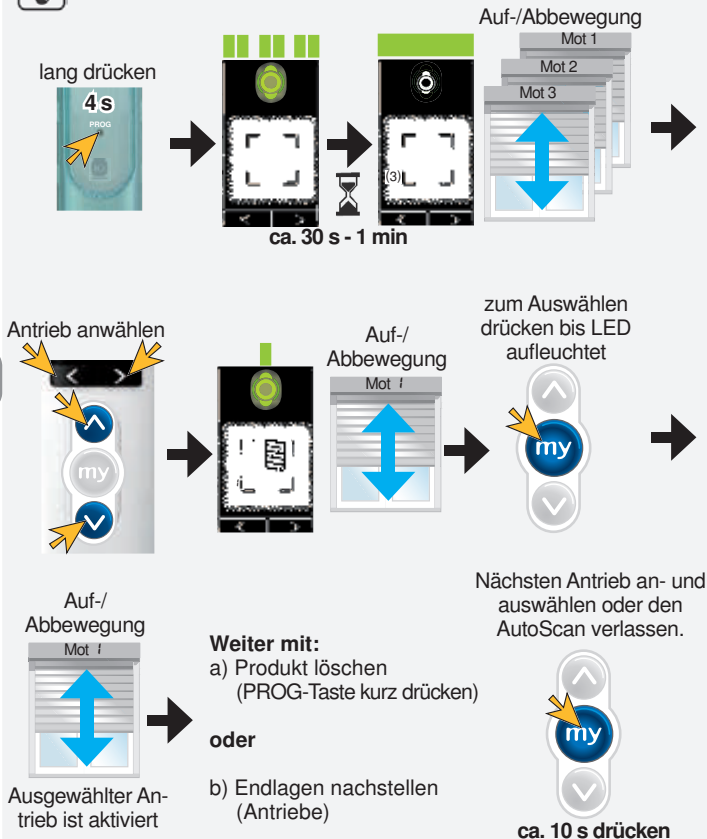 Auf-/Abbewegung
Mot 1
lang drücken
Mot 2
4 s
Mot 3
PROG
(3)
ca. 30 s - 1 min
zum Auswählen
drücken bis LED
aufleuchtet
Antrieb anwählen
Auf-/
Abbewegung
Mot 1
my
my
Auf-/
Abbewegung
Mot 1
Ausgewählter An-
trieb ist aktiviert
Weiter mit:
a) Produkt löschen
(PROG-Taste kurz drücken)
oder
b) Endlagen nachstellen
(Antriebe)
Nächsten Antrieb an- und
auswählen oder den
AutoScan verlassen.
my
ca. 10 s drücken